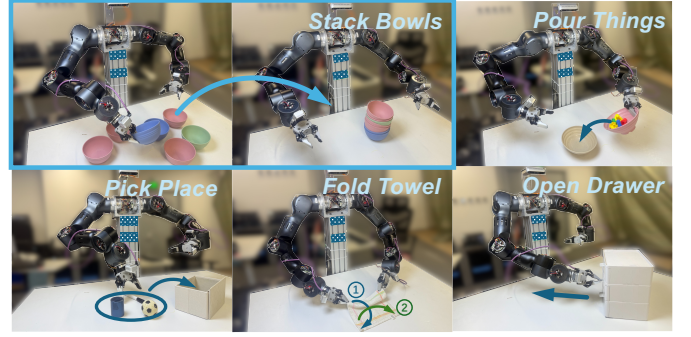 Stack Bowls
Pour Things
Pick Place
Fold Towel
Open Drawer
1
2